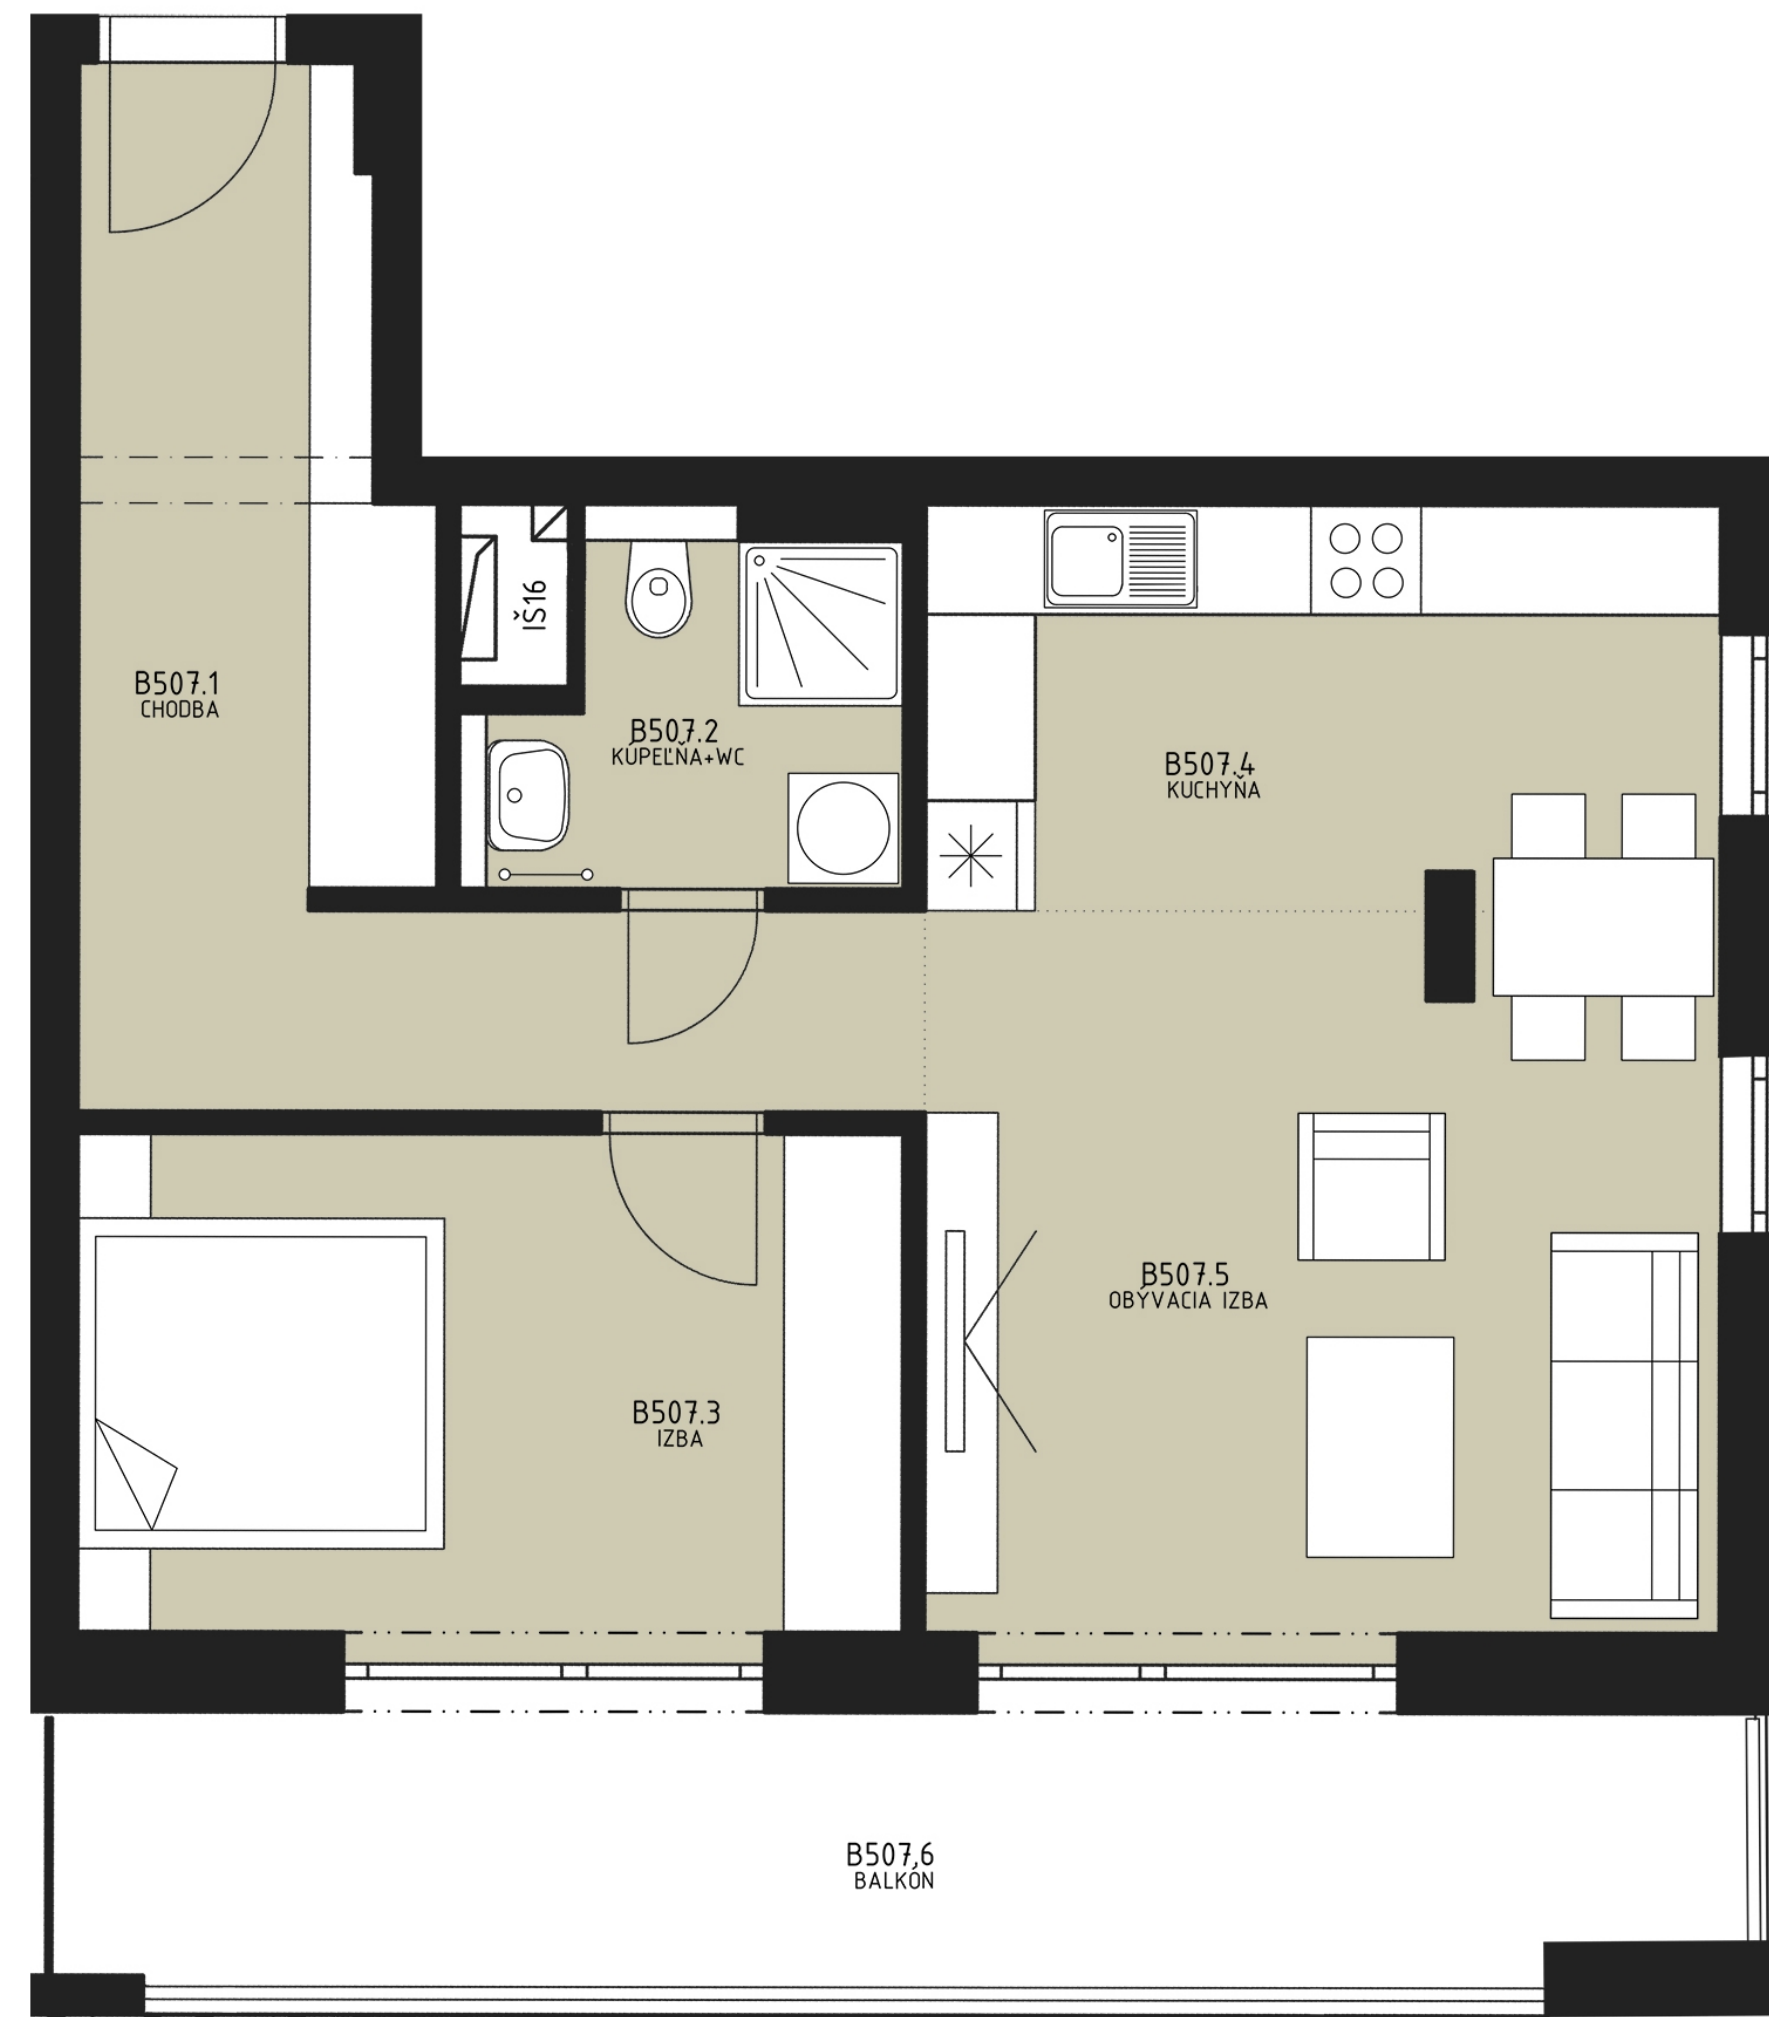 IŠ16
B507.1
CHODBA
B507.2
KÚPEĽŇA+WC
B507.4
KUCHYŇA
B507.5
OBÝVACIA IZBA
B507.3
IZBA
B507,6
BALKÓN